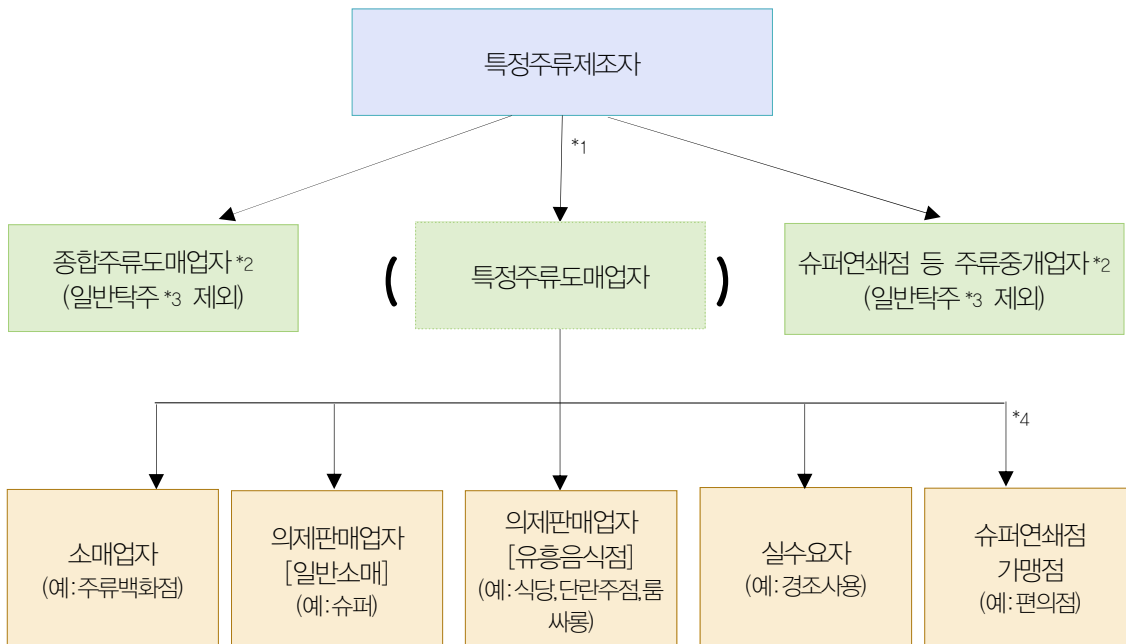 특정주류제조자
*1
종합주류도매업자 *2
(일반탁주 *3 제외)
( 특정주류도매업자 )
슈퍼연쇄점 등 주류중개업자 *2
(일반탁주 *3 제외)
*4
소매업자
(예:주류백화점)
의제판매업자
[일반소매]
(예:슈퍼)
의제판매업자
[유흥음식점]
(예:식당,단란주점,룸
싸롱)
실수요자
(예:경조사용)
슈퍼연쇄점
가맹점
(예:편의점)